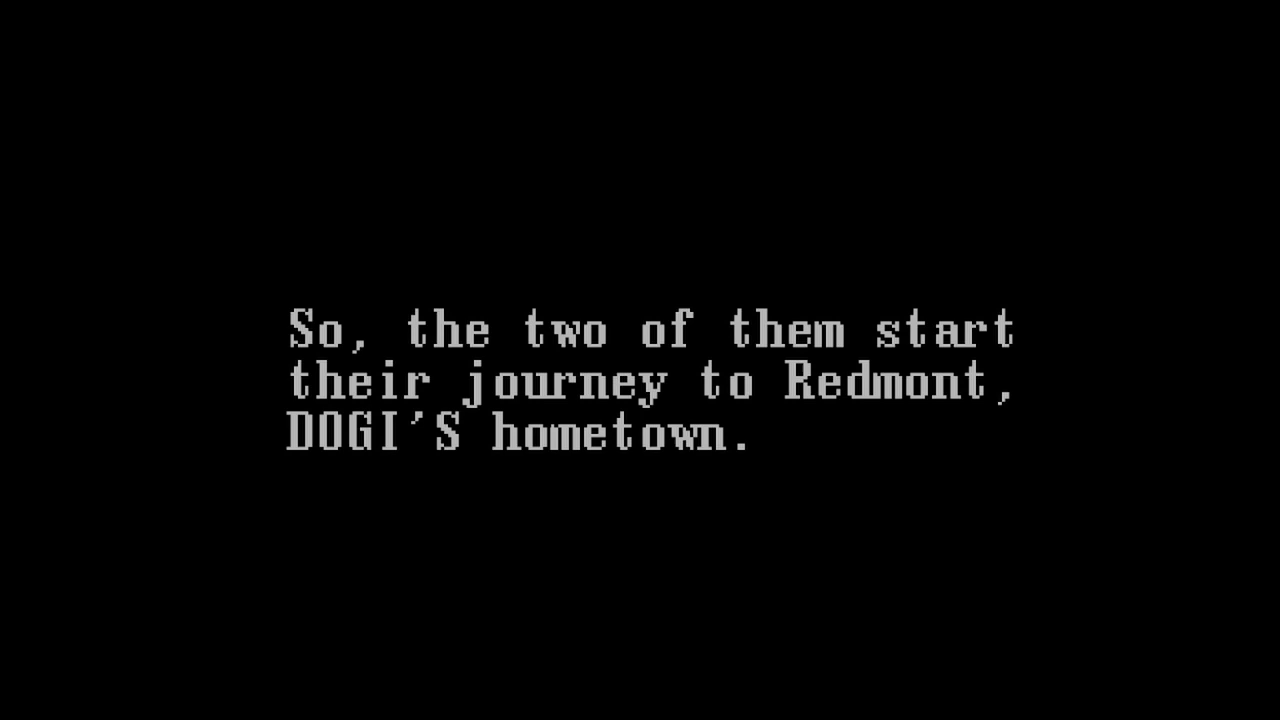 So, the two of them start
their journey to Redmont,
DOGI'S hometown.